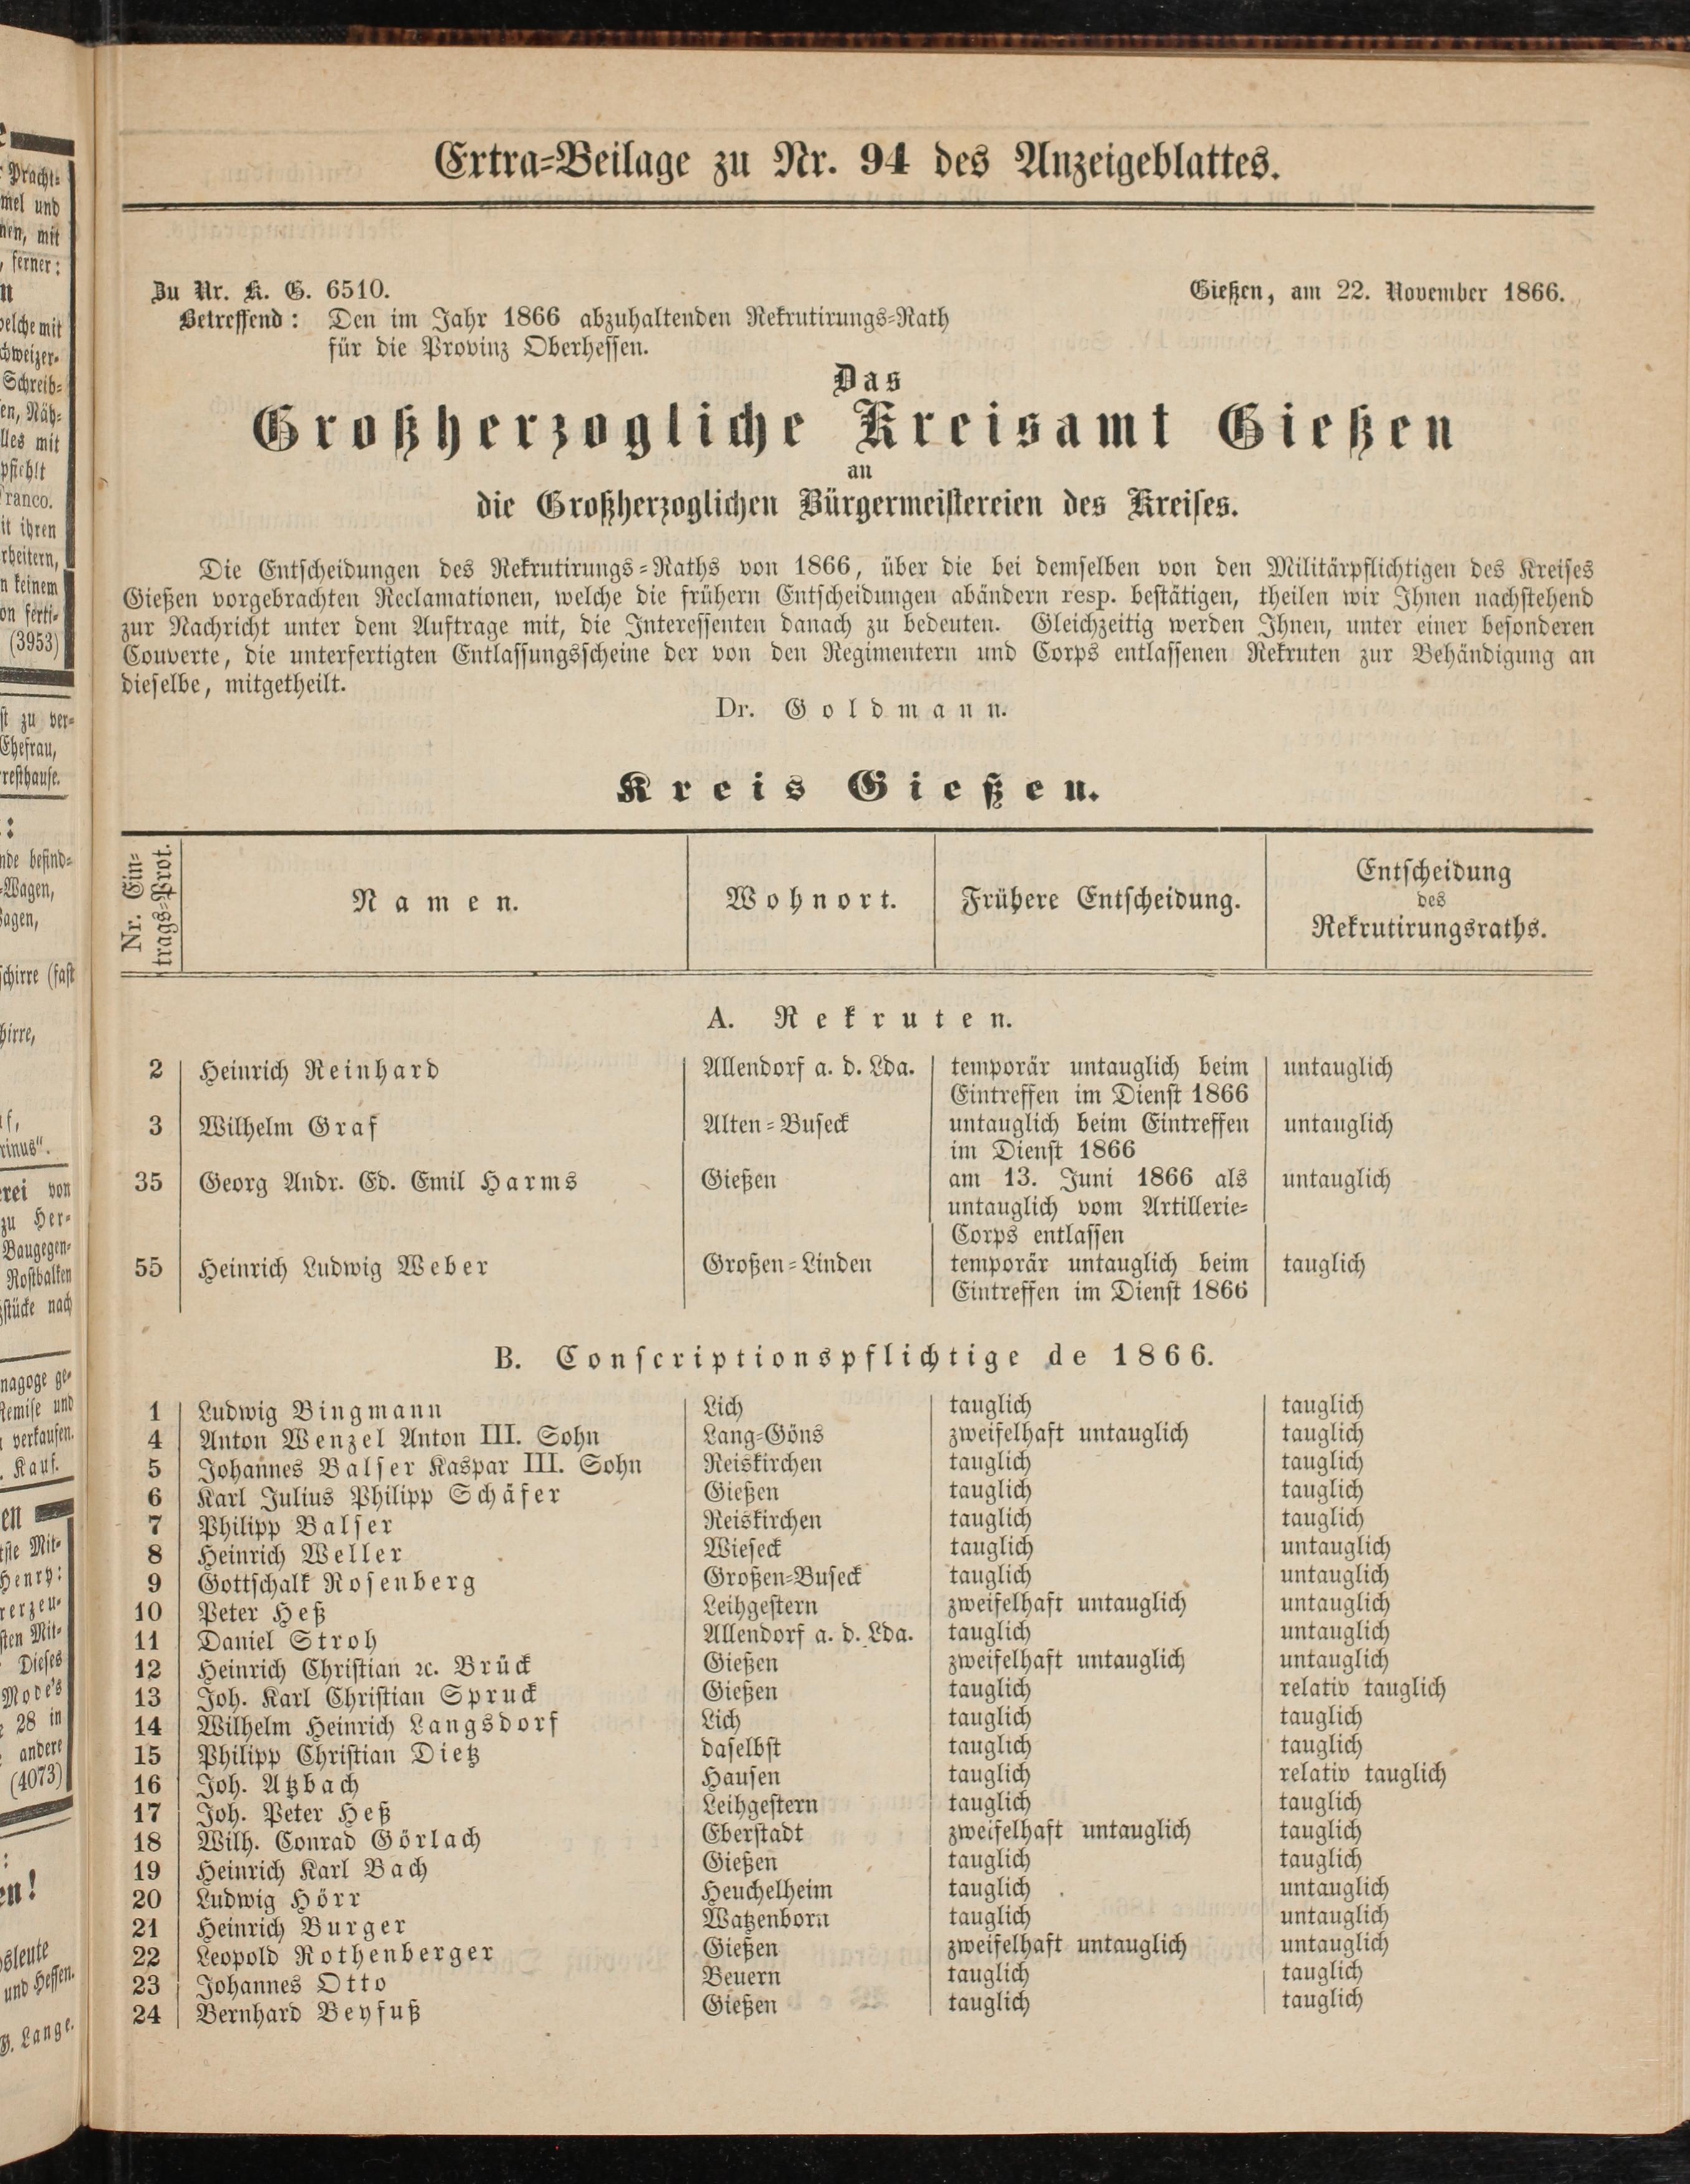 Extra-Beilage zu Nr. 94 des Anzeigeblattes.
Zu Nr. K. G. 6510.
Gießen, am 22. November 1866.
Betreffend: Den im Jahr 1866 abzuhaltenden Rekrutirungs-Rath
für die Provinz Oberhessen.
Das
Großherzogliche Kreisamt Gießen
an
die Großherzoglichen Bürgermeistereien des Kreises.
Die Entscheidungen des Rekrutirungs-Raths von 1866, über die bei demselben von den Militärpflichtigen des Kreises
Gießen vorgebrachten Reclamationen, welche die frühern Entscheidungen abändern resp. bestätigen, theilen wir Ihnen nachstehend
zur Nachricht unter dem Auftrage mit, die Interessenten danach zu bedeuten. Gleichzeitig werden Ihnen, unter einer besonderen
Couverte, die unterfertigten Entlassungsscheine der von den Regimentern und Corps entlassenen Rekruten zur Behändigung an
dieselbe, mitgetheilt.
Dr. Goldmann.
Kreis Gießen.
Nr. Ein-
trags-Prot.
Namen.
Wohnort.
Frühere Entscheidung.
Entscheidung
des
Rekrutirungsraths.
A. Rekruten.
2 Heinrich Reinhard Allendorf a. d. Lda. temporär untauglich beim untauglich
Eintreffen im Dienst 1866
3 Wilhelm Graf Alten-Buseck untauglich beim Eintreffen untauglich
im Dienst 1866
35 Georg Andr. Ed. Emil Harms Gießen am 13. Juni 1866 als untauglich
untauglich vom Artillerie-
Corps entlassen
55 Heinrich Ludwig Weber Großen-Linden temporär untauglich beim tauglich
Eintreffen im Dienst 1866
B. Conscriptionspflichtige de 1866.
1 Ludwig Bingmann Lich tauglich tauglich
4 Anton Wenzel Anton III. Sohn Lang-Göns zweifelhaft untauglich tauglich
5 Johannes Balser Kaspar III. Sohn Reiskirchen tauglich tauglich
6 Karl Julius Philipp Schäfer Gießen tauglich tauglich
7 Philipp Balser Reiskirchen tauglich tauglich
8 Heinrich Weller Wieseck tauglich untauglich
9 Gottschalk Rosenberg Großen-Buseck tauglich untauglich
10 Peter Heß Leihgestern zweifelhaft untauglich untauglich
11 Daniel Stroh Allendorf a. d. Lda. tauglich untauglich
12 Heinrich Christian ꝛc. Brück Gießen zweifelhaft untauglich untauglich
13 Joh. Karl Christian Spruck Gießen tauglich relativ tauglich
14 Wilhelm Heinrich Langsdorf Lich tauglich tauglich
15 Philipp Christian Dietz daselbst tauglich tauglich
16 Joh. Atzbach Hausen tauglich relativ tauglich
17 Joh. Peter Heß Leihgestern tauglich tauglich
18 Wilh. Conrad Görlach Eberstadt zweifelhaft untauglich tauglich
19 Heinrich Karl Bach Gießen tauglich tauglich
20 Ludwig Hörr Heuchelheim tauglich untauglich
21 Heinrich Burger Watzenborn tauglich untauglich
22 Leopold Rothenberger Gießen zweifelhaft untauglich untauglich
23 Johannes Otto Beuern tauglich tauglich
24 Bernhard Beyfuß Gießen tauglich tauglich